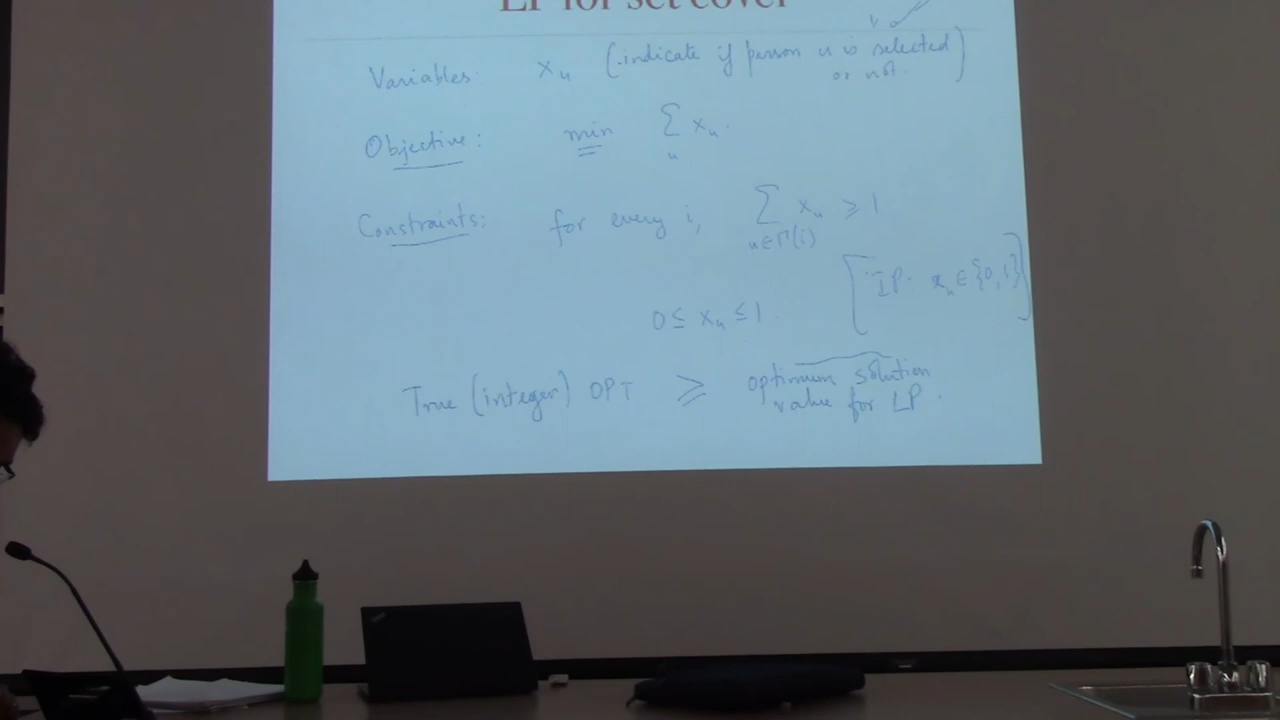 LP for set cover
Variables: x_u (indicate if person u is selected
or not.)
Objective: min Σ_u x_u.
Constraints: for every i, Σ_{u∈Γ(i)} x_u ≥ 1
[IP: x_u ∈ {0,1}]
0 ≤ x_u ≤ 1.
True (integer) OPT ≥ optimum solution
value for LP.